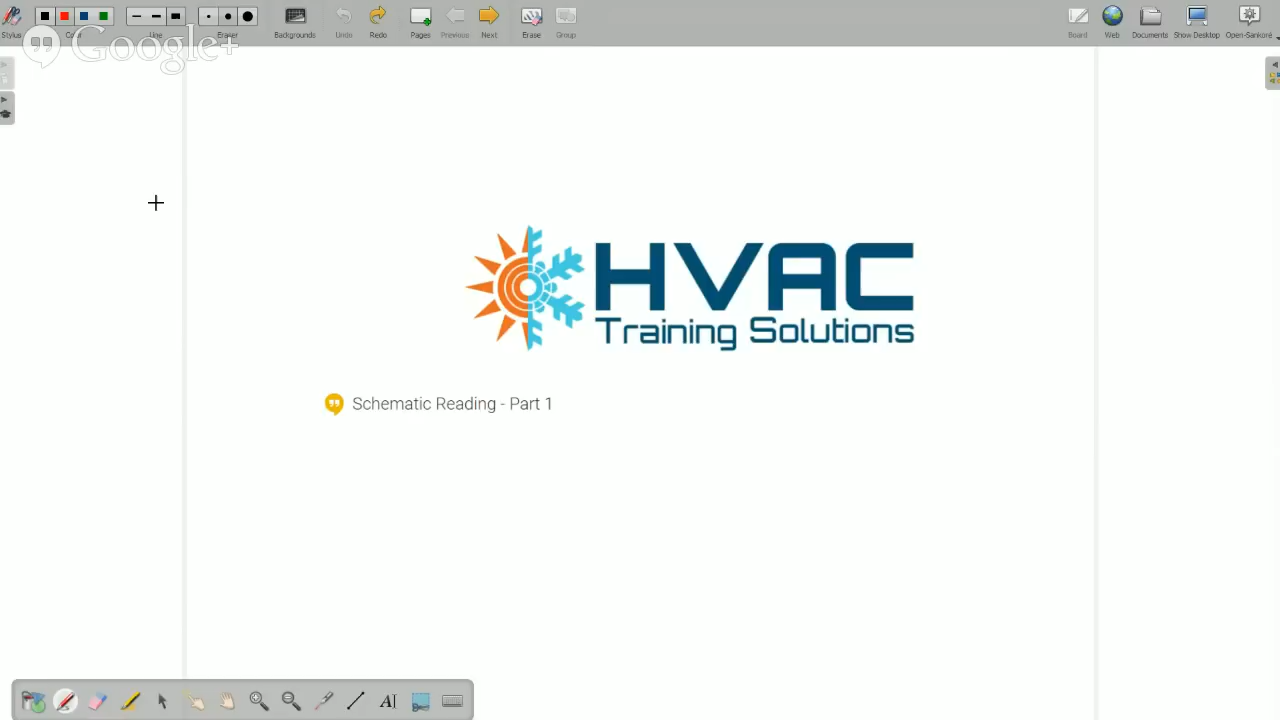 Stylus
Color
Line
Eraser
Backgrounds
Undo
Redo
Pages
Previous
Next
Erase
Group
Board
Web
Documents
Show Desktop
Open-Sankoré
Google+
HVAC
Training Solutions
Schematic Reading - Part 1
AI